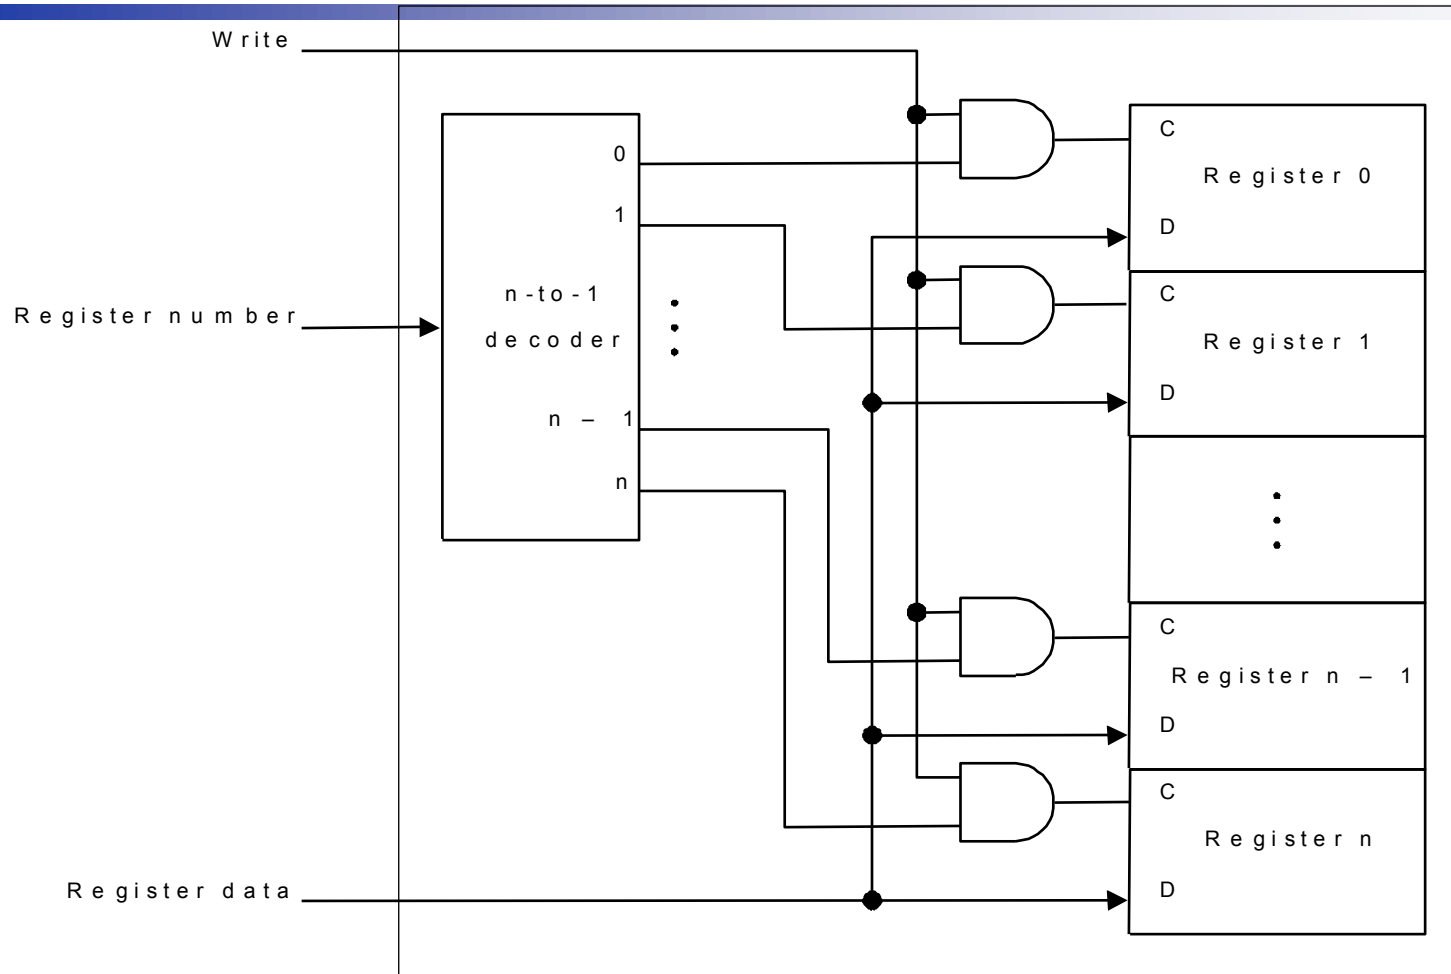 Write
0
C
Register 0
1
D
n-to-1
decoder
C
Register number
Register 1
D
n – 1
n
C
Register n – 1
D
C
Register n
Register data
D